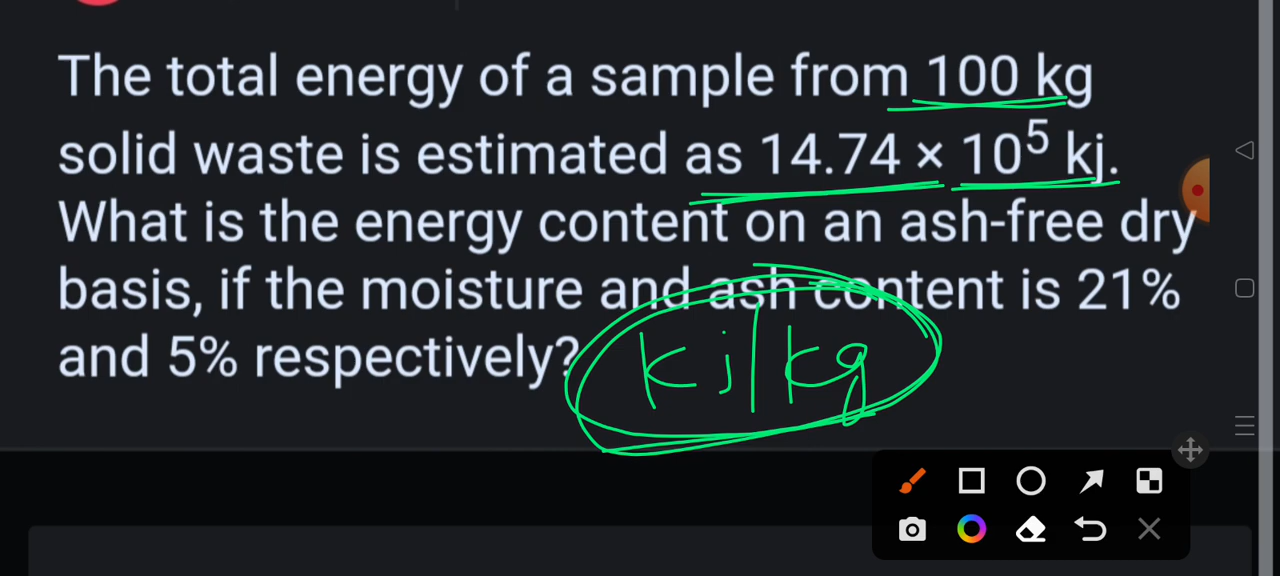 The total energy of a sample from 100 kg
solid waste is estimated as 14.74 × 10⁵ kj.
What is the energy content on an ash-free dry
basis, if the moisture and ash content is 21%
and 5% respectively?
kj/kg